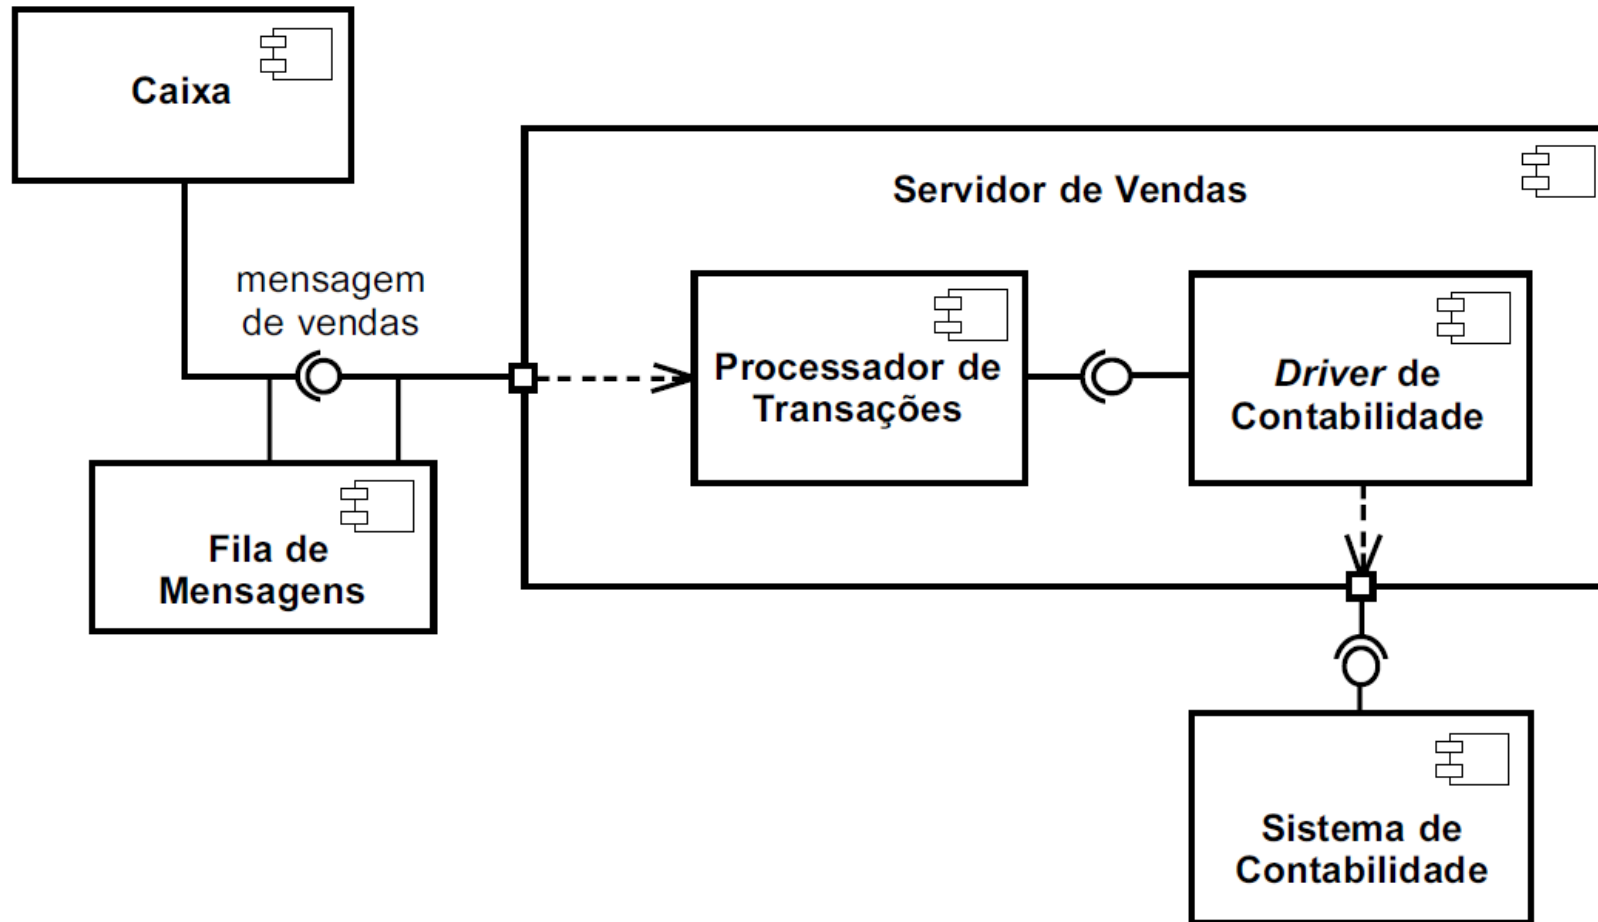 Caixa
Servidor de Vendas
mensagem
de vendas
Processador de
Transações
Driver de
Contabilidade
Fila de
Mensagens
Sistema de
Contabilidade